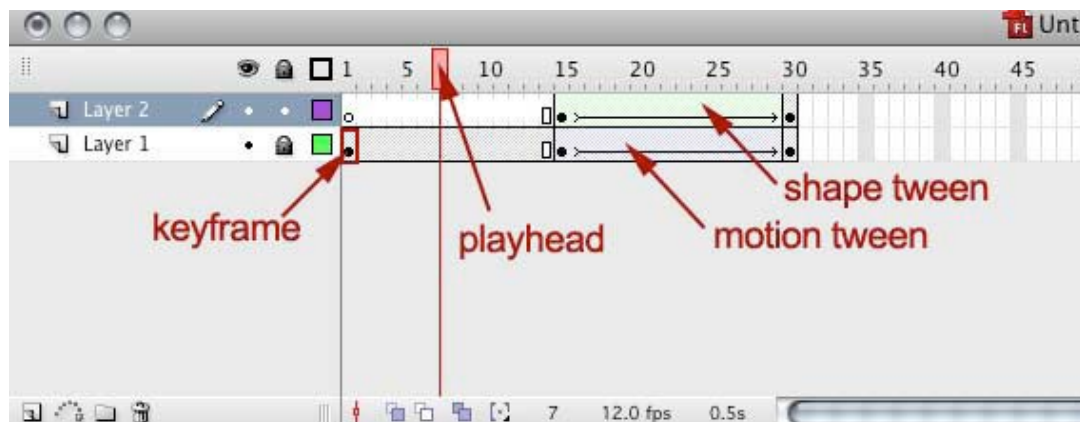 FL Unt
1 5 10 15 20 25 30 35 40 45
Layer 2
Layer 1
shape tween
keyframe
playhead
motion tween
7 12.0 fps 0.5s